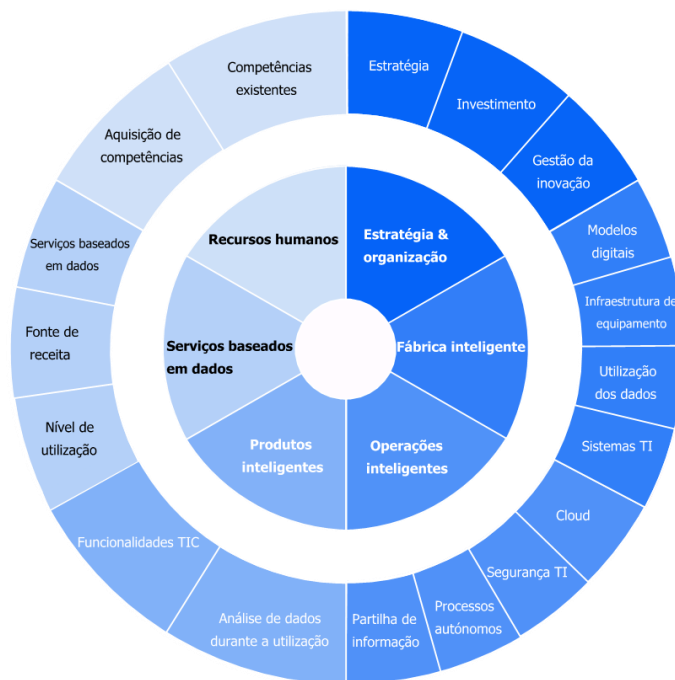 Competências
existentes
Estratégia
Investimento
Gestão da
inovação
Modelos
digitais
Infraestrutura de
equipamento
Utilização
dos dados
Sistemas TI
Cloud
Segurança TI
Processos
autónomos
Partilha de
informação
Análise de dados
durante a utilização
Funcionalidades TIC
Nível de
utilização
Fonte de
receita
Serviços baseados
em dados
Aquisição de
competências
Recursos humanos
Estratégia &
organização
Fábrica inteligente
Operações
inteligentes
Produtos
inteligentes
Serviços baseados
em dados